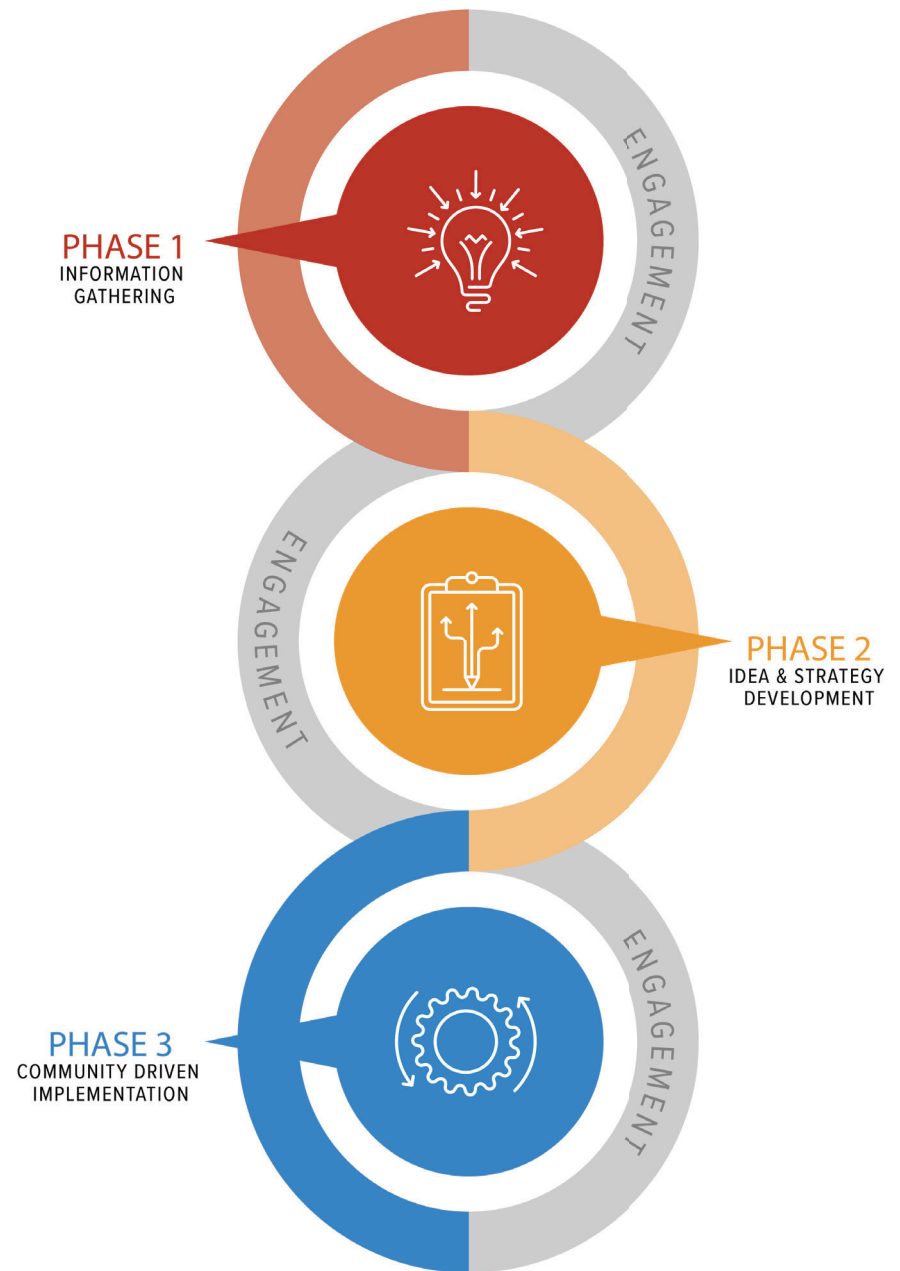 ENGAGEMENT
PHASE 1
INFORMATION
GATHERING
ENGAGEMENT
PHASE 2
IDEA & STRATEGY
DEVELOPMENT
ENGAGEMENT
PHASE 3
COMMUNITY DRIVEN
IMPLEMENTATION